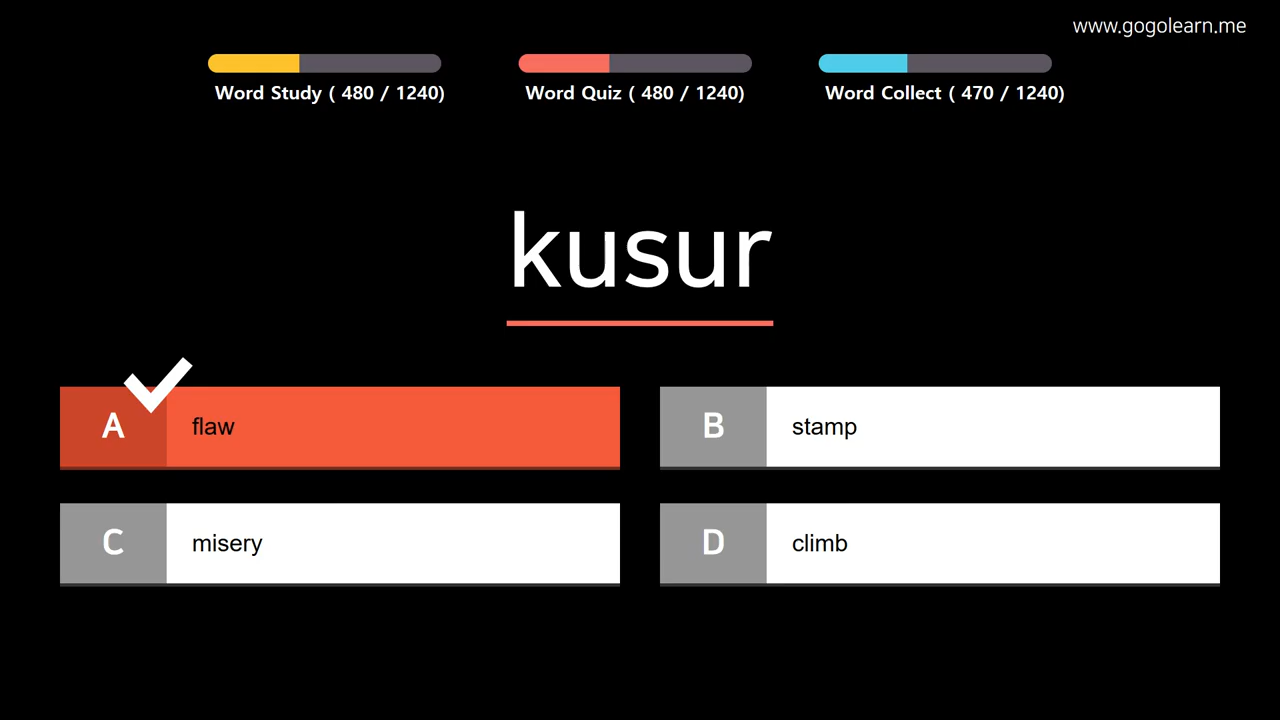 www.gogolearn.me
Word Study ( 480 / 1240)
Word Quiz ( 480 / 1240)
Word Collect ( 470 / 1240)
kusur
A flaw
B stamp
C misery
D climb